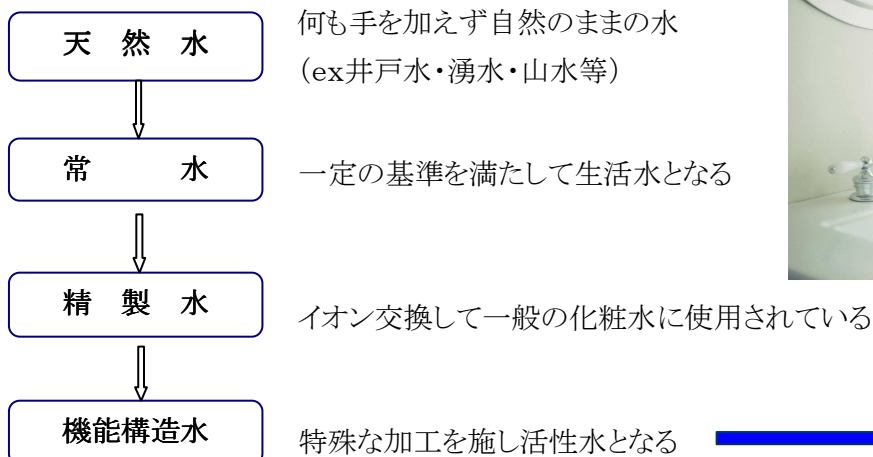 天然水
何も手を加えず自然のままの水
(ex井戸水・湧水・山水等)
常水
一定の基準を満たして生活水となる
精製水
イオン交換して一般の化粧水に使用されている
機能構造水
特殊な加工を施し活性水となる